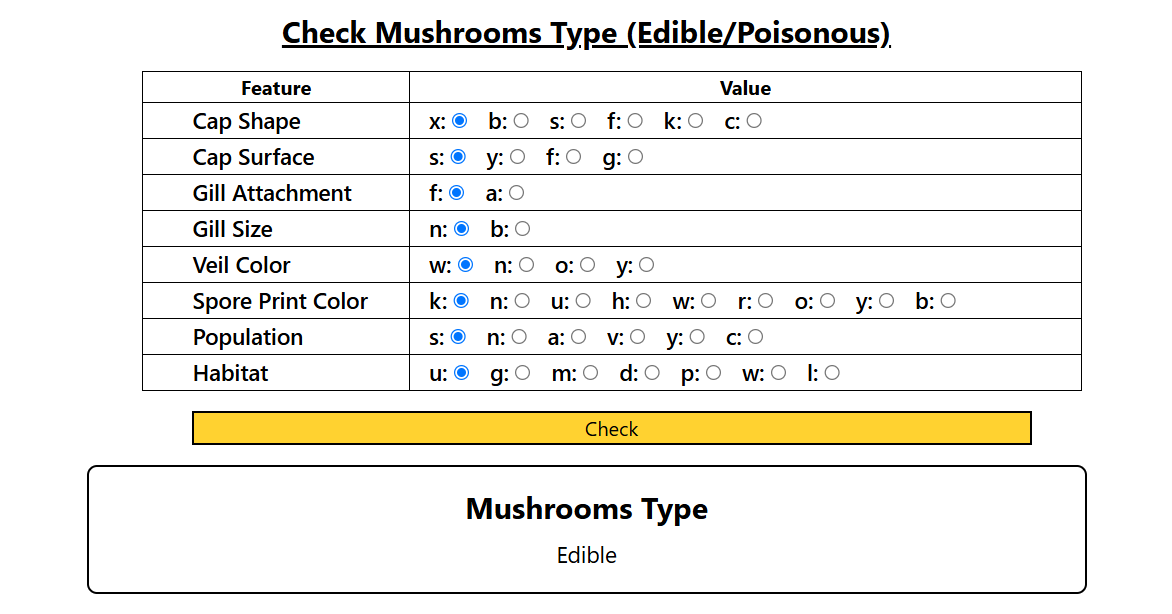 Check Mushrooms Type (Edible/Poisonous)
Feature Value
Cap Shape x: b: s: f: k: c:
Cap Surface s: y: f: g:
Gill Attachment f: a:
Gill Size n: b:
Veil Color w: n: o: y:
Spore Print Color k: n: u: h: w: r: o: y: b:
Population s: n: a: v: y: c:
Habitat u: g: m: d: p: w: l:
Check
Mushrooms Type
Edible